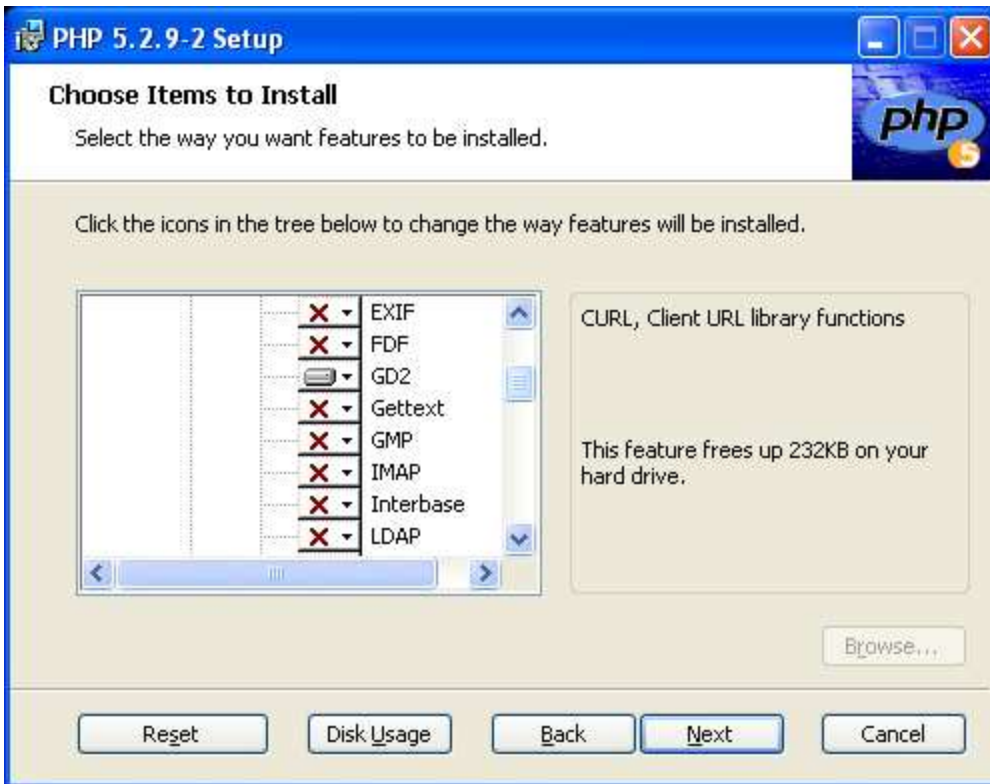 PHP 5.2.9-2 Setup
Choose Items to Install
Select the way you want features to be installed.
php
5
Click the icons in the tree below to change the way features will be installed.
EXIF
FDF
GD2
Gettext
GMP
IMAP
Interbase
LDAP
CURL, Client URL library functions
This feature frees up 232KB on your
hard drive.
Browse...
Reset
Disk Usage
Back
Next
Cancel